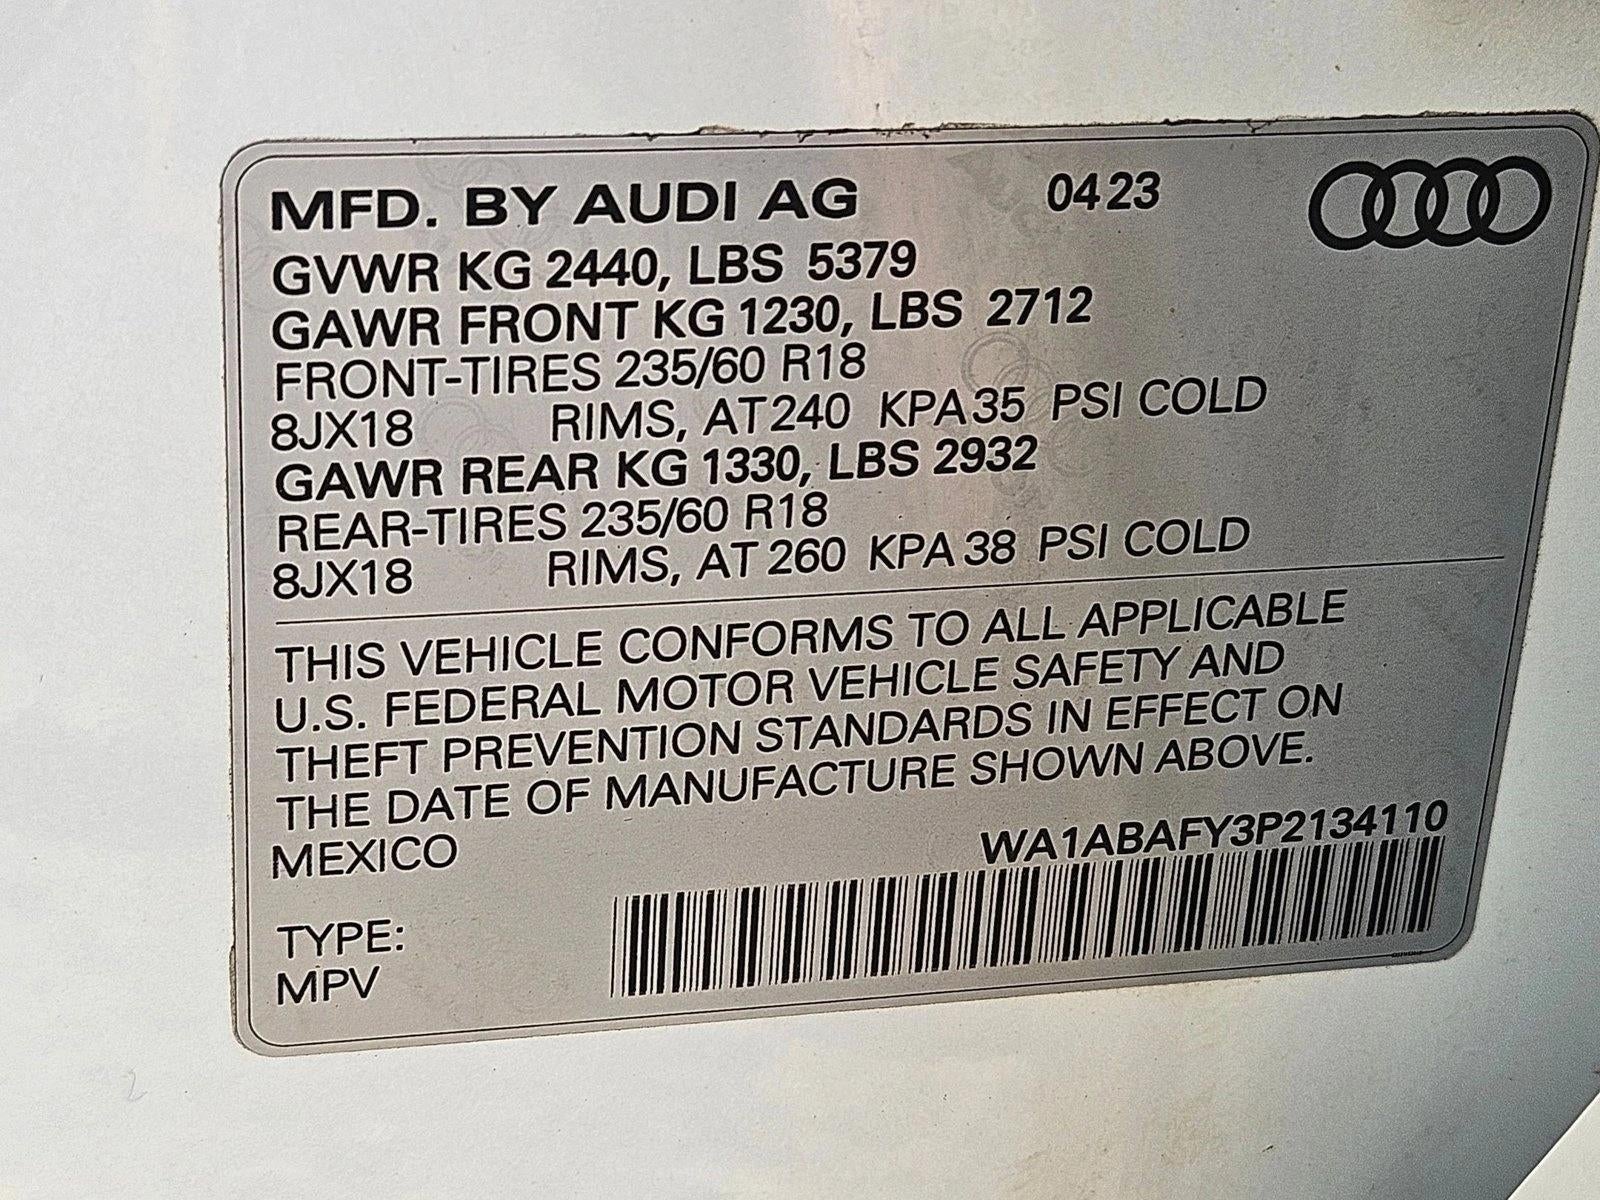 MFD. BY AUDI AG 04 23
GVWR KG 2440, LBS 5379
GAWR FRONT KG 1230, LBS 2712
FRONT-TIRES 235/60 R18
8JX18 RIMS, AT 240 KPA 35 PSI COLD
GAWR REAR KG 1330, LBS 2932
REAR-TIRES 235/60 R18
8JX18 RIMS, AT 260 KPA 38 PSI COLD
THIS VEHICLE CONFORMS TO ALL APPLICABLE
U.S. FEDERAL MOTOR VEHICLE SAFETY AND
THEFT PREVENTION STANDARDS IN EFFECT ON
THE DATE OF MANUFACTURE SHOWN ABOVE.
MEXICO
WA1ABAFY3P2134110
TYPE:
MPV